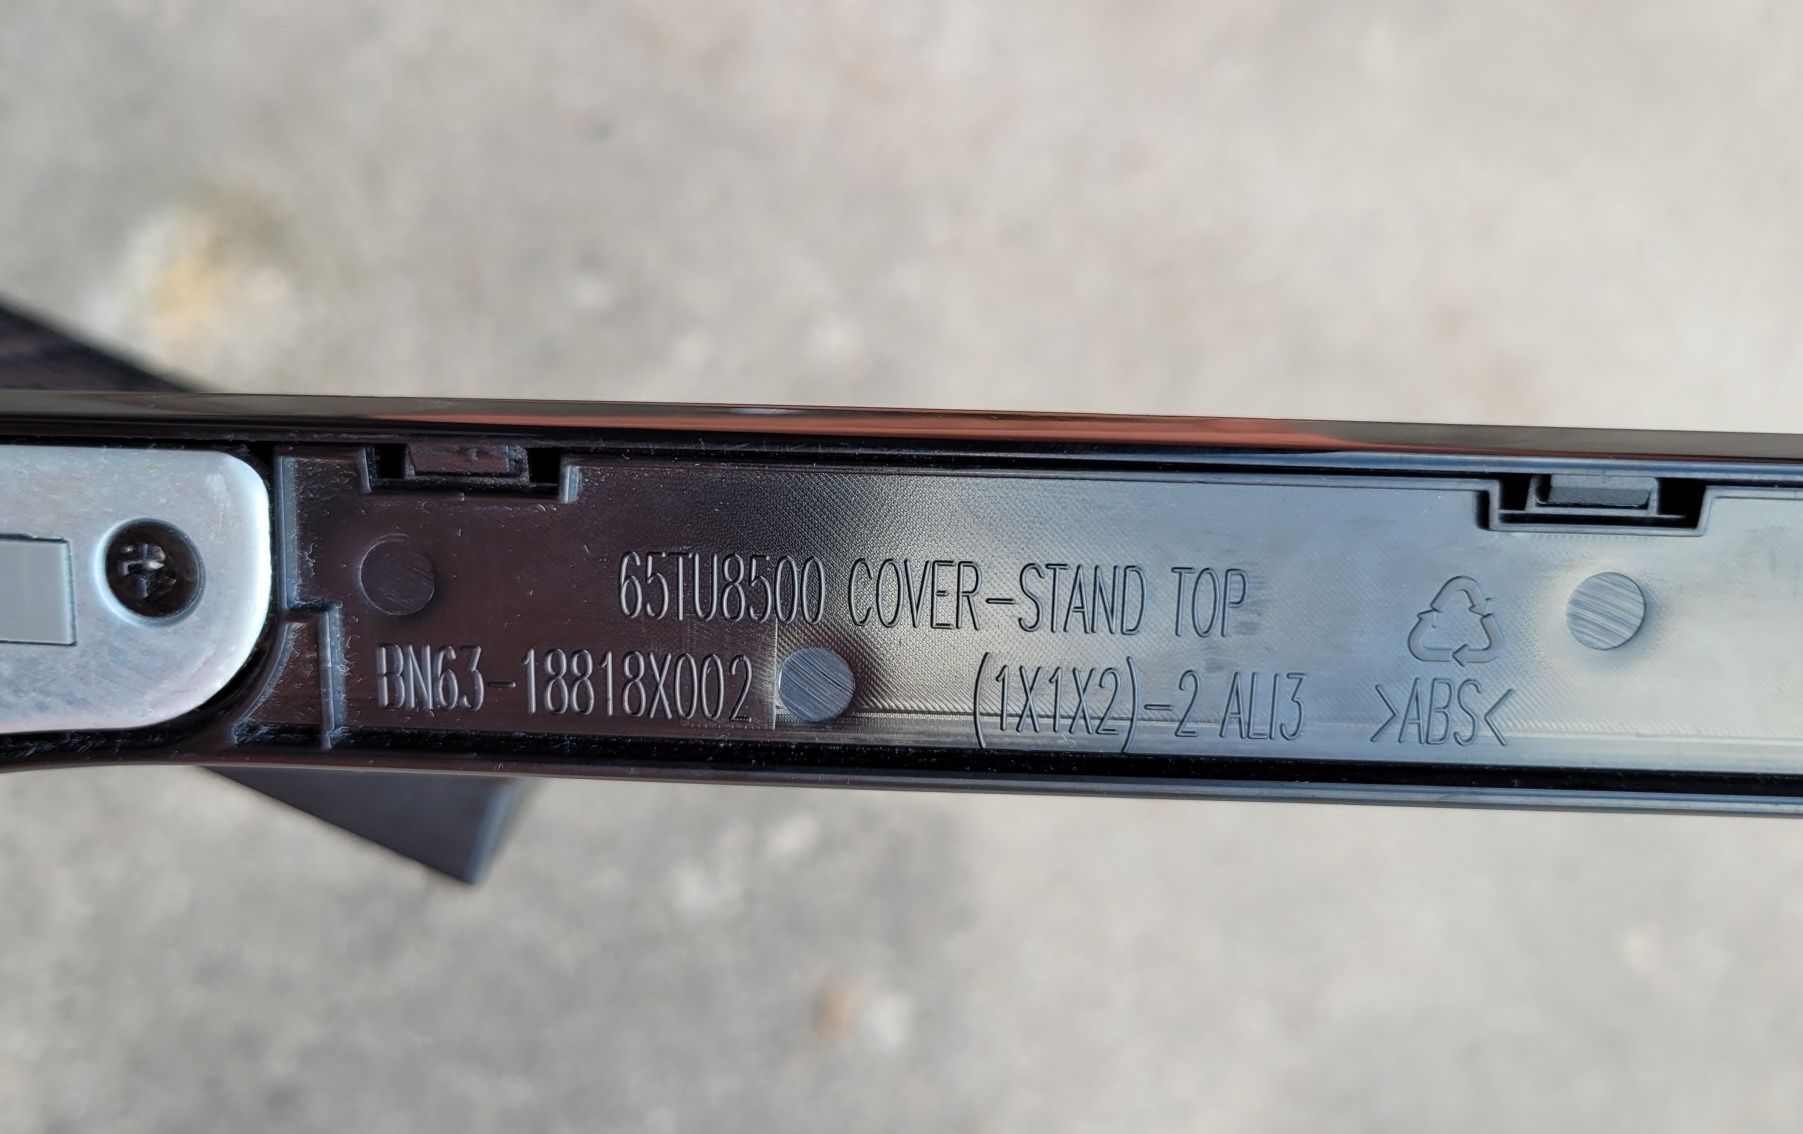 65TU8500 COVER-STAND TOP
BN63-18818X002 (1X1X2)-2 ALI3 >ABS<